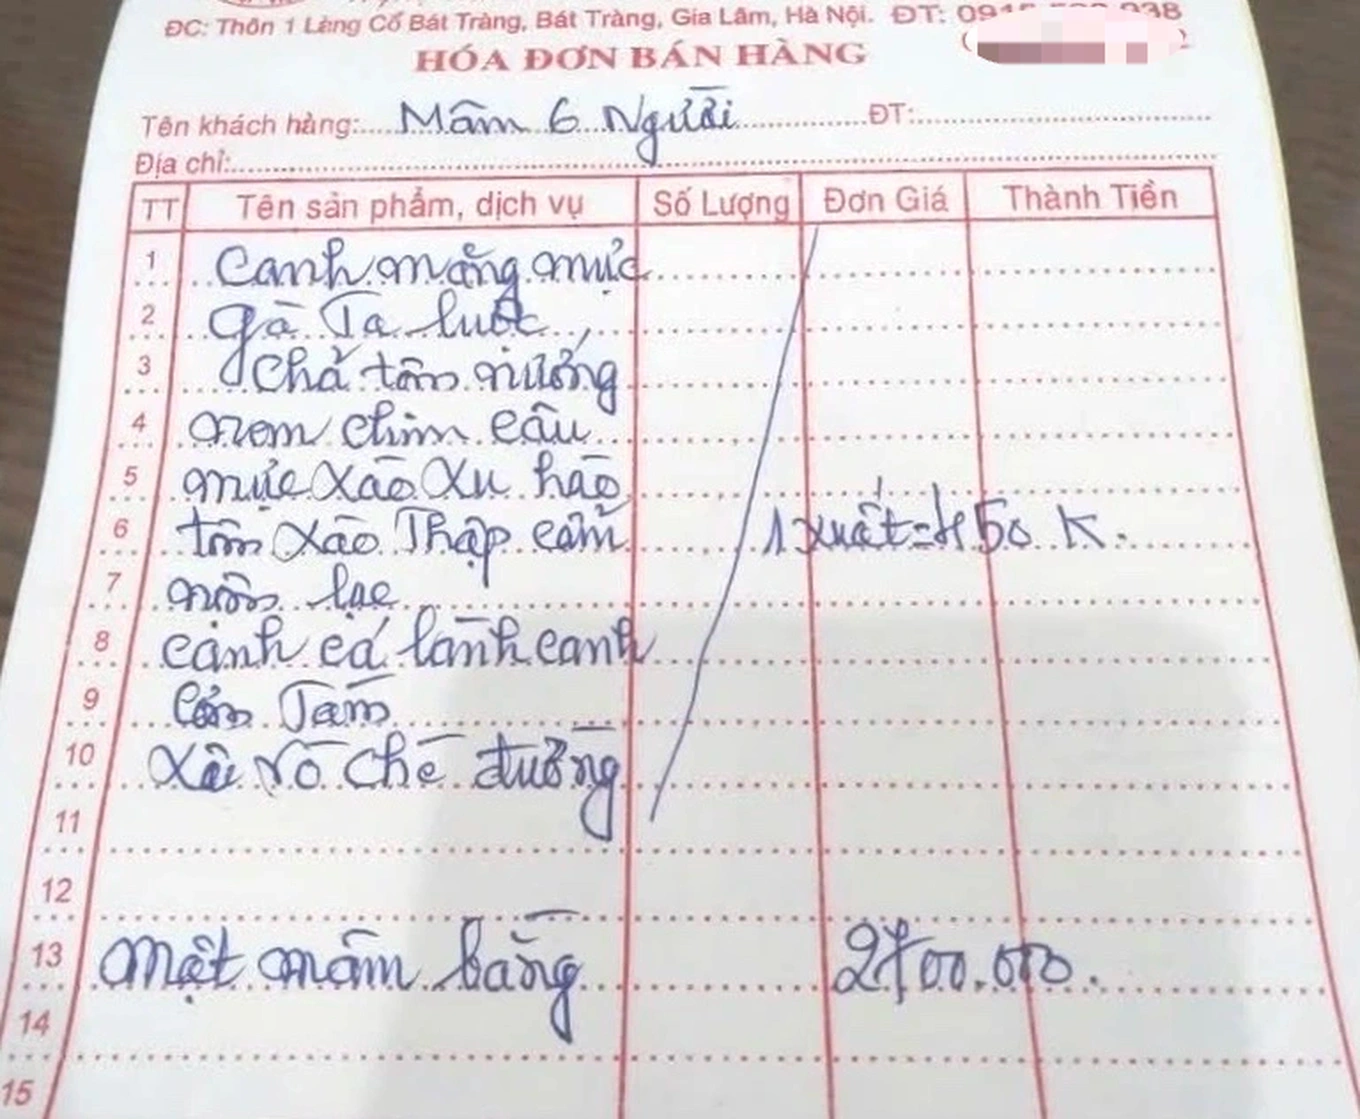 ĐC: Thôn 1 Làng Cổ Bát Tràng, Bát Tràng, Gia Lâm, Hà Nội. ĐT:
HÓA ĐƠN BÁN HÀNG
Tên khách hàng: Mâm 6 Người ĐT:
Địa chỉ:
TT Tên sản phẩm, dịch vụ Số Lượng Đơn Giá Thành Tiền
1 Canh măng mực
2 gà Ta luộc
3 Chả tôm nướng
4 nem chim câu
5 mực xào xu hào
6 tôm xào Thập cẩm 1 xuất = 450 K.
7 nộm lạc
8 cạnh cá lành canh
9 Cơm Tám
10 Xôi vò chè đường
11
12
13 Một mâm bằng 2700.000.
14
15